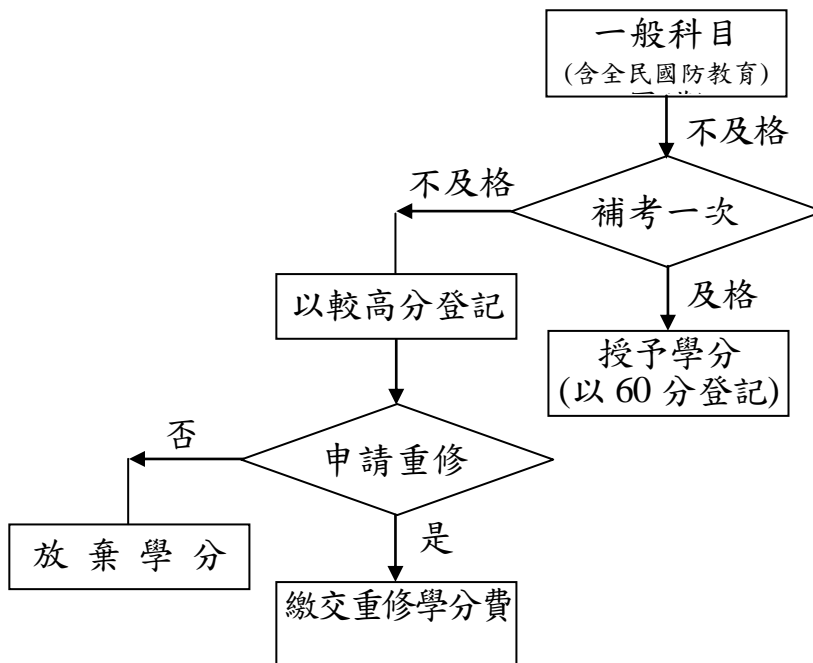 一般科目
(含全民國防教育)
不及格
不及格
補考一次
以較高分登記
及格
授予學分
(以 60 分登記)
否
申請重修
放 棄 學 分
是
繳交重修學分費